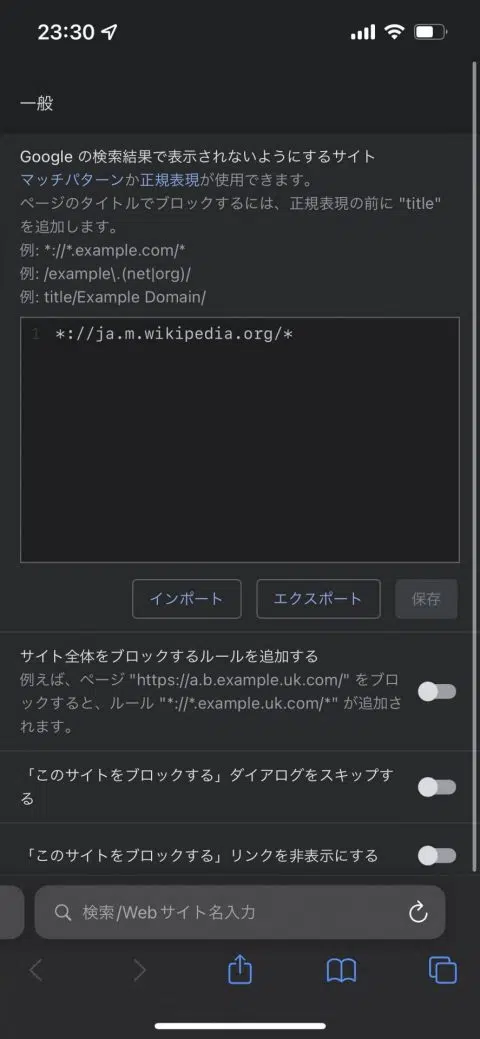 23:30
一般
Google の検索結果で表示されないようにするサイト
マッチパターンか正規表現が使用できます。
ページのタイトルでブロックするには、正規表現の前に "title"
を追加します。
例: *://*.example.com/*
例: /example\.(net|org)/
例: title/Example Domain/
1 *://ja.m.wikipedia.org/*
インポート エクスポート 保存
サイト全体をブロックするルールを追加する
例えば、ページ "https://a.b.example.uk.com/" をブロ
ックすると、ルール "*://*.example.uk.com/*" が追加さ
れます。
「このサイトをブロックする」ダイアログをスキップす
る
「このサイトをブロックする」リンクを非表示にする
検索/Webサイト名入力